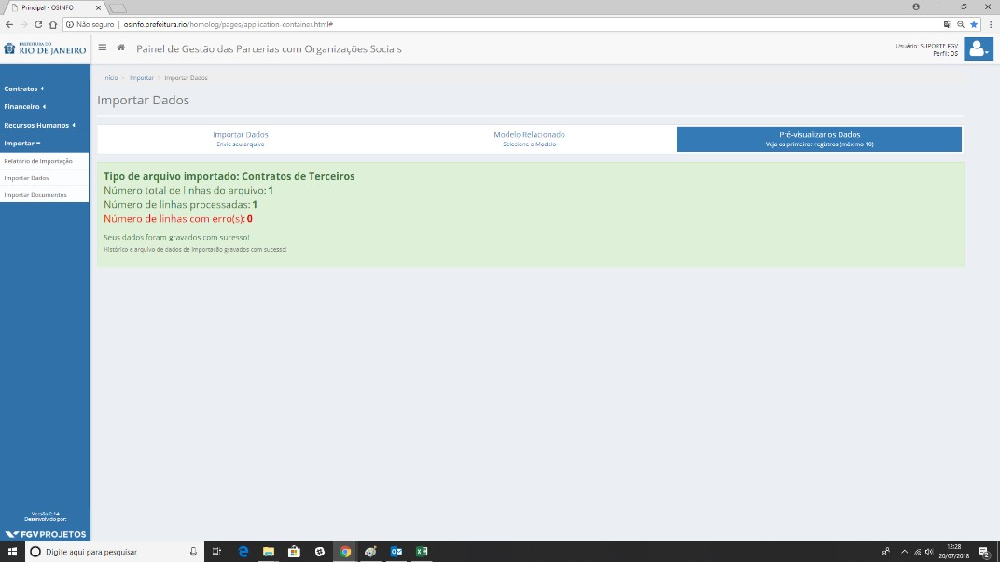 Principal - OSINFO
Não seguro
osinfo.prefeitura.rio/homolog/pages/application-container.html#
PREFEITURA DO
RIO DE JANEIRO
Painel de Gestão das Parcerias com Organizações Sociais
Usuário: SUPORTE FGV
Perfil: OS
Contratos
Financeiro
Recursos Humanos
Importar
Relatório de Importação
Importar Dados
Importar Documentos
Início > Importar > Importar Dados
Importar Dados
Importar Dados
Envie seu arquivo
Modelo Relacionado
Selecione o Modelo
Pré-visualizar os Dados
Veja os primeiros registros (máximo 10)
Tipo de arquivo importado: Contratos de Terceiros
Número total de linhas do arquivo: 1
Número de linhas processadas: 1
Número de linhas com erro(s): 0
Seus dados foram gravados com sucesso!
Histórico e arquivo de dados de importação gravados com sucesso!
Versão 2.14
Desenvolvido por:
FGV PROJETOS
Digite aqui para pesquisar
12:28
20/07/2018
2